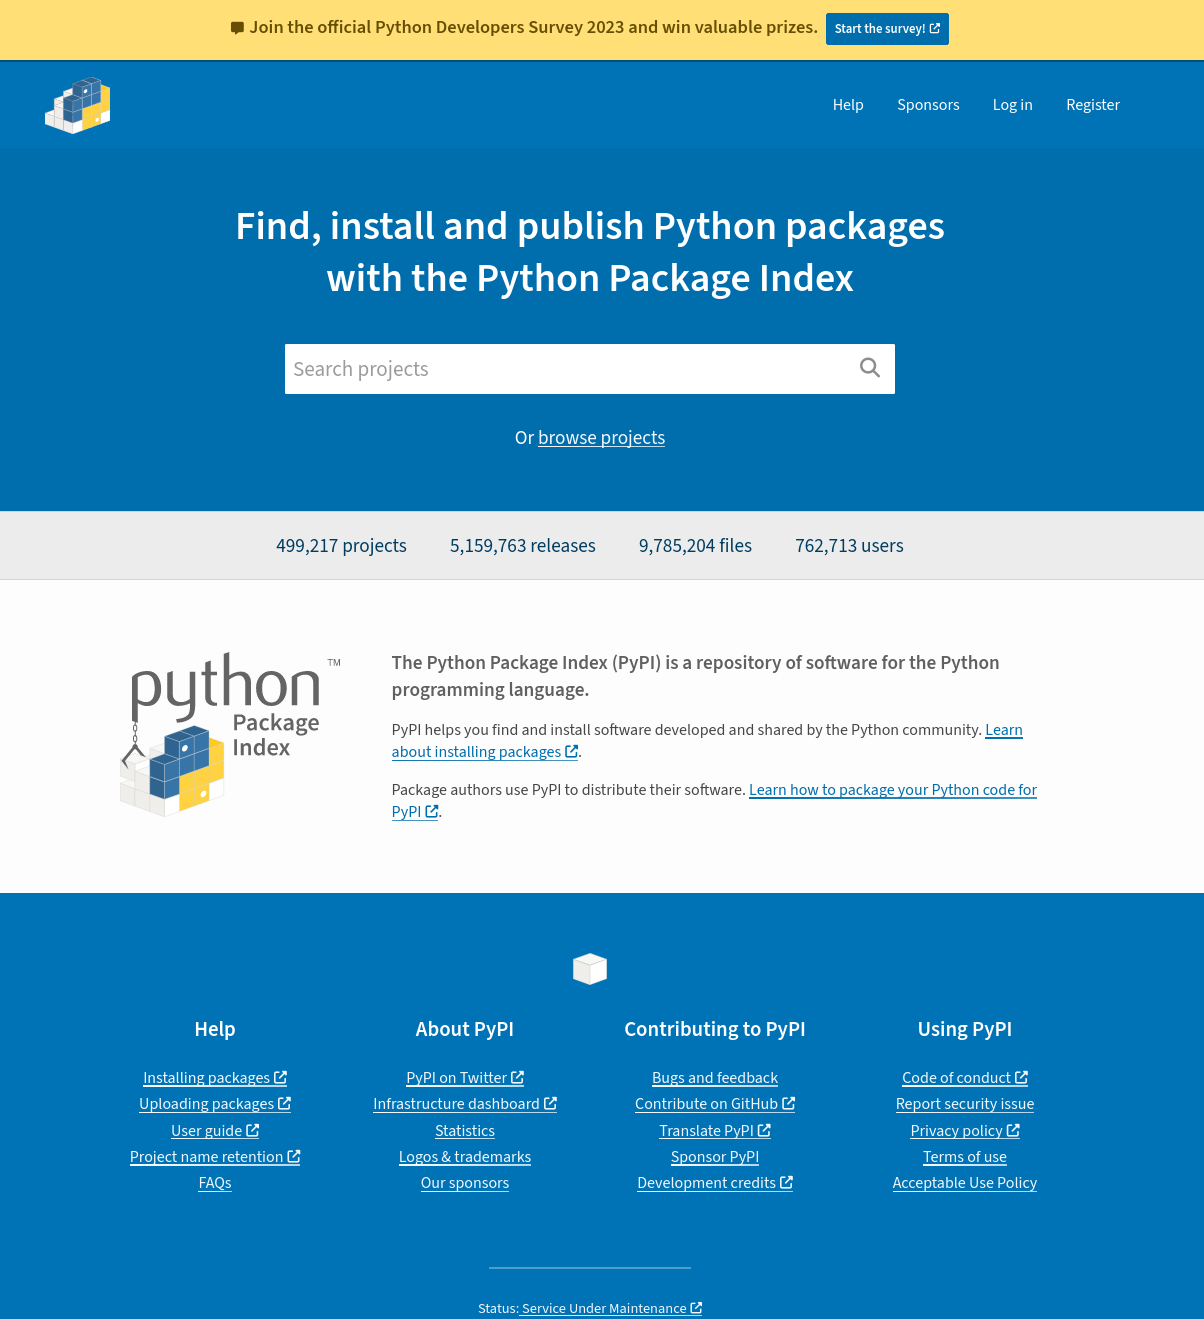 Join the official Python Developers Survey 2023 and win valuable prizes. Start the survey!
Help Sponsors Log in Register
Find, install and publish Python packages
with the Python Package Index
Search projects
Or browse projects
499,217 projects 5,159,763 releases 9,785,204 files 762,713 users
python TM
Package
Index
The Python Package Index (PyPI) is a repository of software for the Python
programming language.
PyPI helps you find and install software developed and shared by the Python community. Learn
about installing packages.
Package authors use PyPI to distribute their software. Learn how to package your Python code for
PyPI.
Help
Installing packages
Uploading packages
User guide
Project name retention
FAQs
About PyPI
PyPI on Twitter
Infrastructure dashboard
Statistics
Logos & trademarks
Our sponsors
Contributing to PyPI
Bugs and feedback
Contribute on GitHub
Translate PyPI
Sponsor PyPI
Development credits
Using PyPI
Code of conduct
Report security issue
Privacy policy
Terms of use
Acceptable Use Policy
Status: Service Under Maintenance